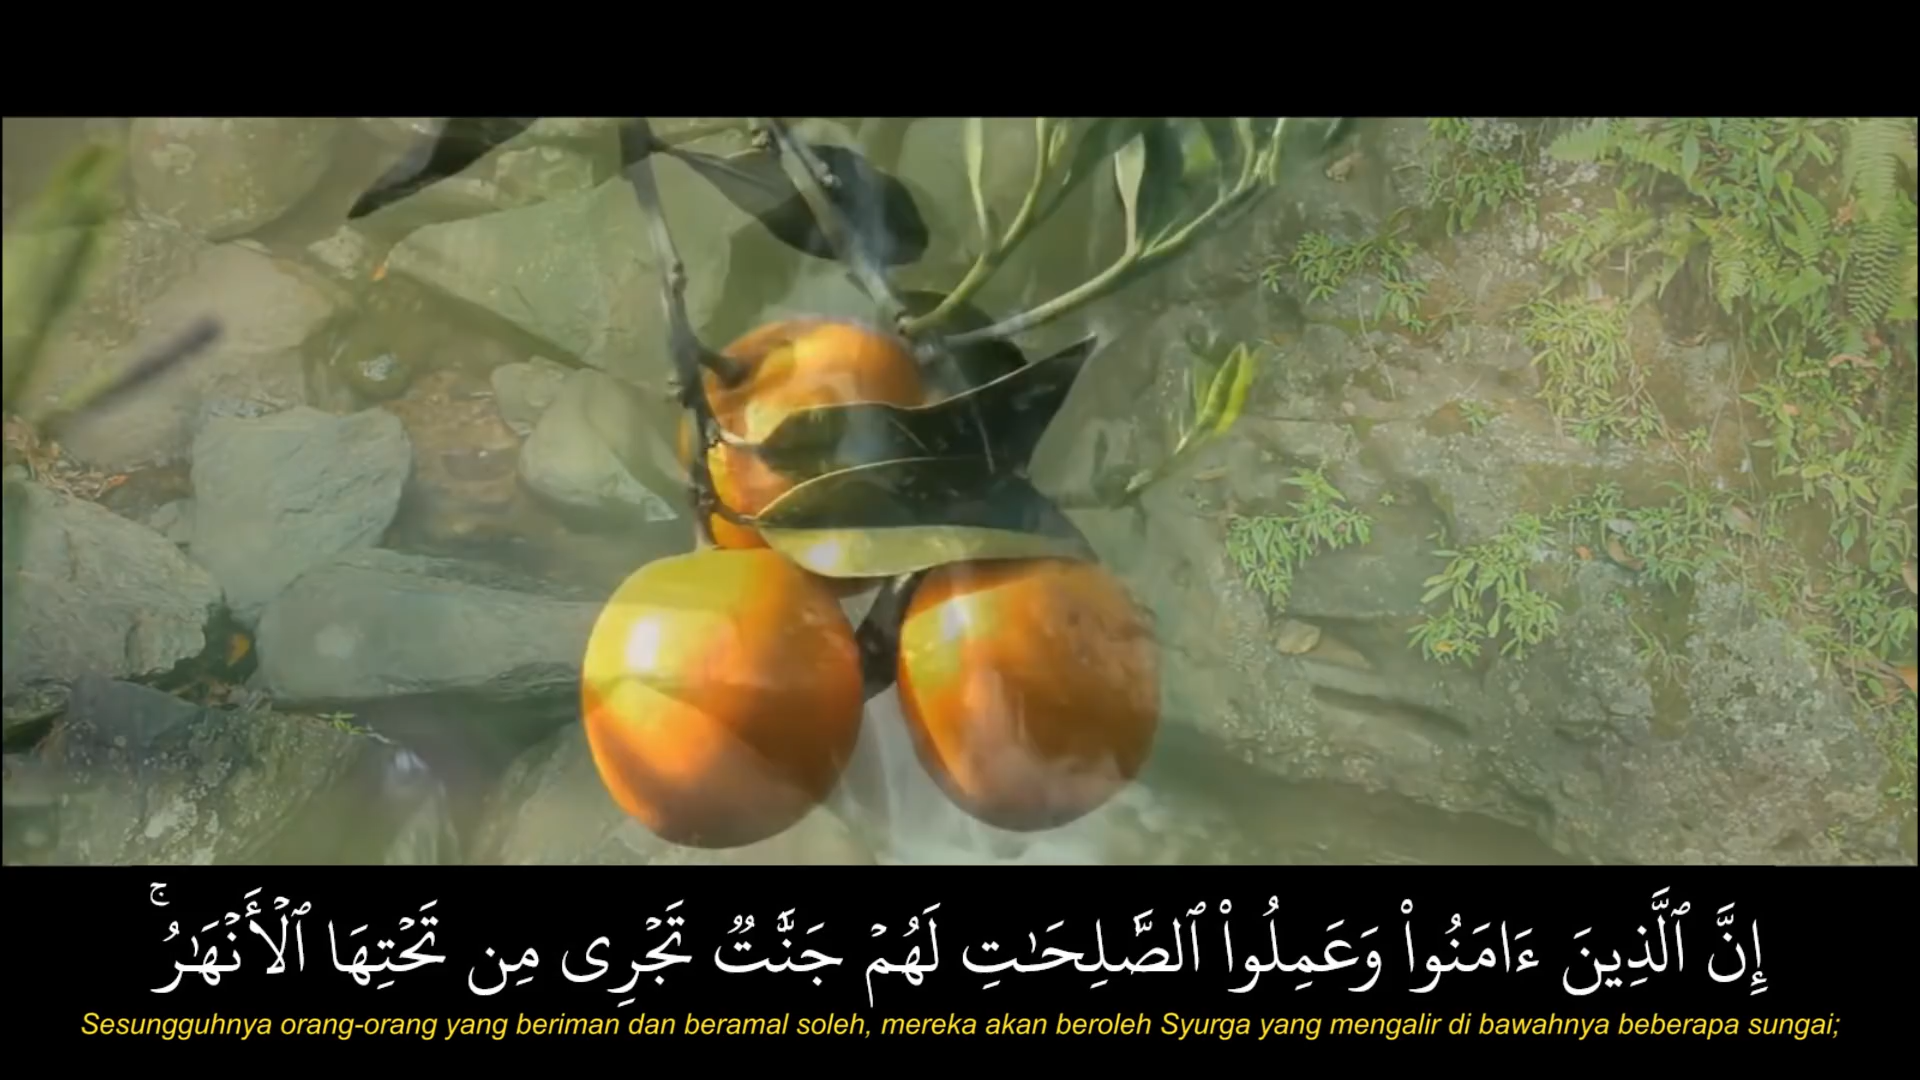 إِنَّ ٱلَّذِينَ ءَامَنُوا۟ وَعَمِلُوا۟ ٱلصَّٰلِحَٰتِ لَهُمْ جَنَّٰتٌ تَجْرِى مِن تَحْتِهَا ٱلْأَنْهَٰرُ ۚ
Sesungguhnya orang-orang yang beriman dan beramal soleh, mereka akan beroleh Syurga yang mengalir di bawahnya beberapa sungai;